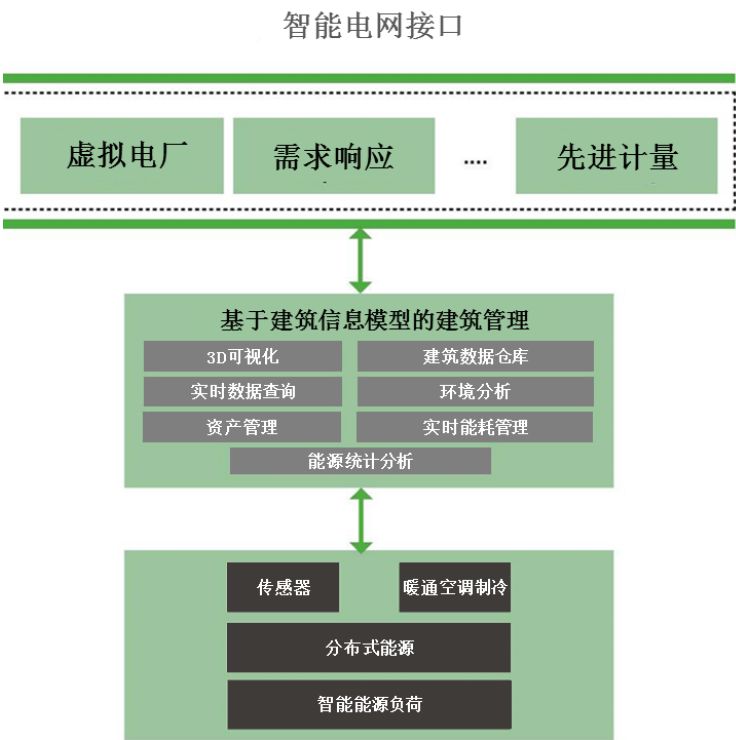 智能电网接口
虚拟电厂 需求响应 .... 先进计量
基于建筑信息模型的建筑管理
3D可视化 建筑数据仓库
实时数据查询 环境分析
资产管理 实时能耗管理
能源统计分析
传感器 暖通空调制冷
分布式能源
智能能源负荷